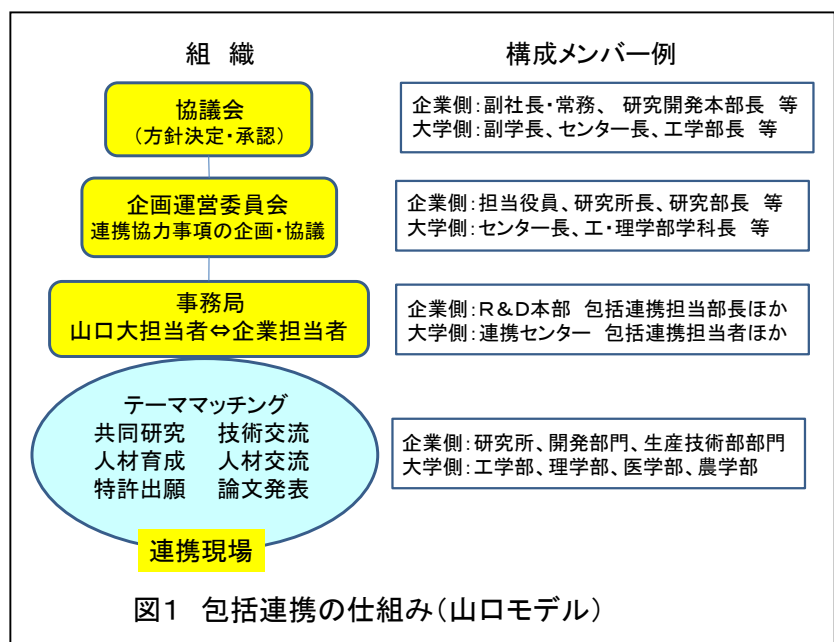 組 織
構成メンバー例
協議会
（方針決定・承認）
企業側：副社長・常務、 研究開発本部長 等
大学側：副学長、センター長、工学部長 等
企画運営委員会
連携協力事項の企画・協議
企業側：担当役員、研究所長、研究部長 等
大学側：センター長、工・理学部学科長 等
事務局
山口大担当者⇔企業担当者
企業側：R＆D本部 包括連携担当部長ほか
大学側：連携センター 包括連携担当者ほか
テーママッチング
共同研究 技術交流
人材育成 人材交流
特許出願 論文発表
企業側：研究所、開発部門、生産技術部部門
大学側：工学部、理学部、医学部、農学部
連携現場
図１ 包括連携の仕組み（山口モデル）